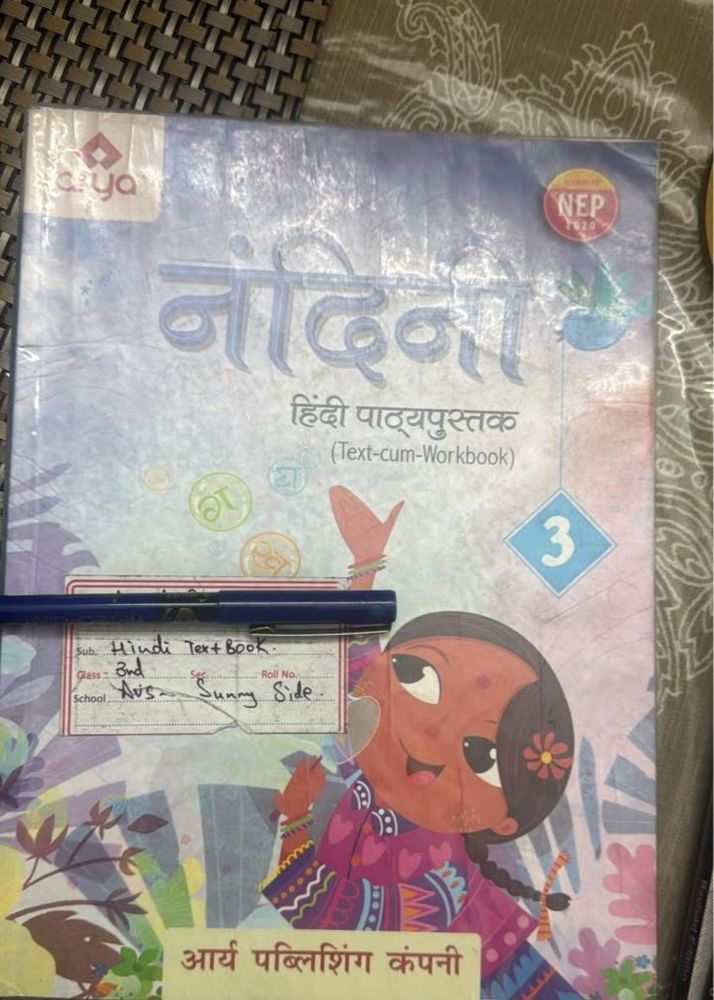 arya
NEP
2020
नंदिनी
हिंदी पाठ्यपुस्तक
(Text-cum-Workbook)
घ
ग
3
Sub. Hindi Text Book.
Class 3rd Sec. Roll No.
School AVS- Sunny Side.
आर्य पब्लिशिंग कंपनी